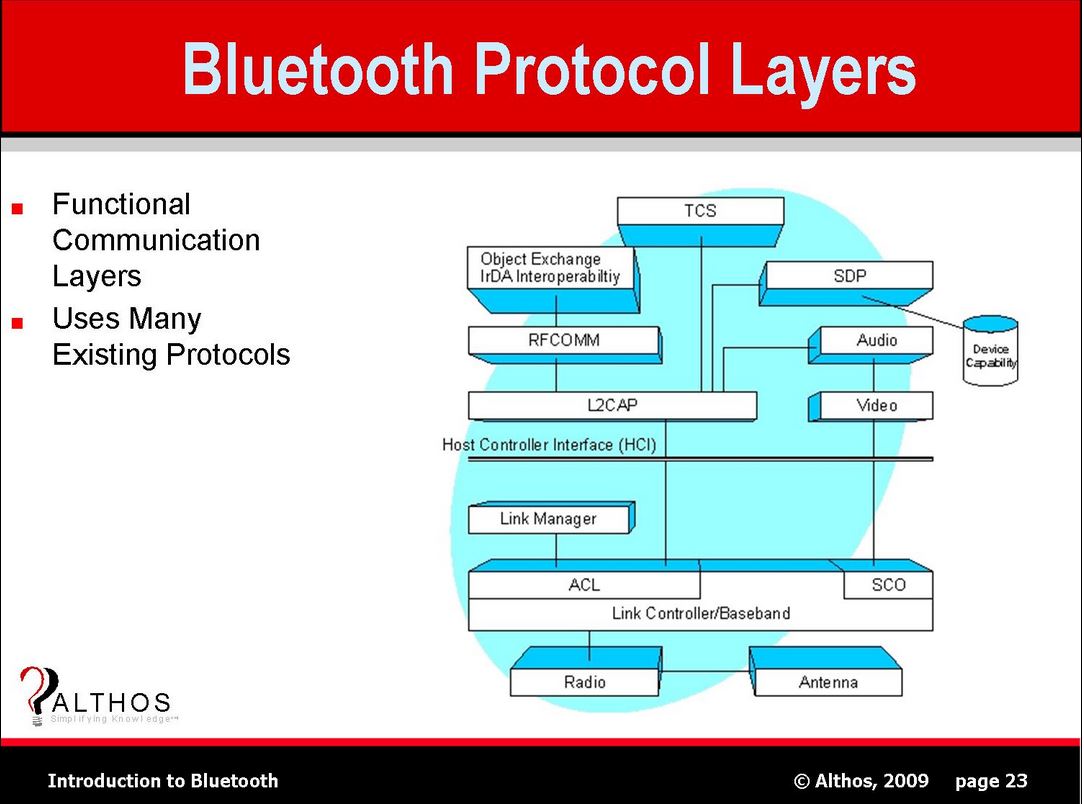 Bluetooth Protocol Layers
Functional
Communication
Layers
Uses Many
Existing Protocols
TCS
Object Exchange
IrDA Interoperabiltiy
SDP
RFCOMM
Audio
Device
Capability
L2CAP
Video
Host Controller Interface (HCI)
Link Manager
ACL
SCO
Link Controller/Baseband
Radio
Antenna
ALTHOS
Simplifying Knowledge™
Introduction to Bluetooth
© Althos, 2009 page 23